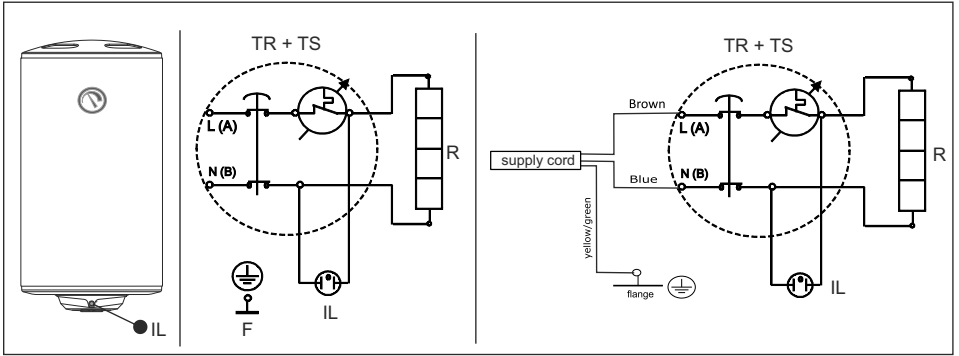 IL
TR + TS
L (A)
N (B)
R
F
IL
TR + TS
Brown
L (A)
supply cord
R
Blue
N (B)
yellow/green
flange
IL